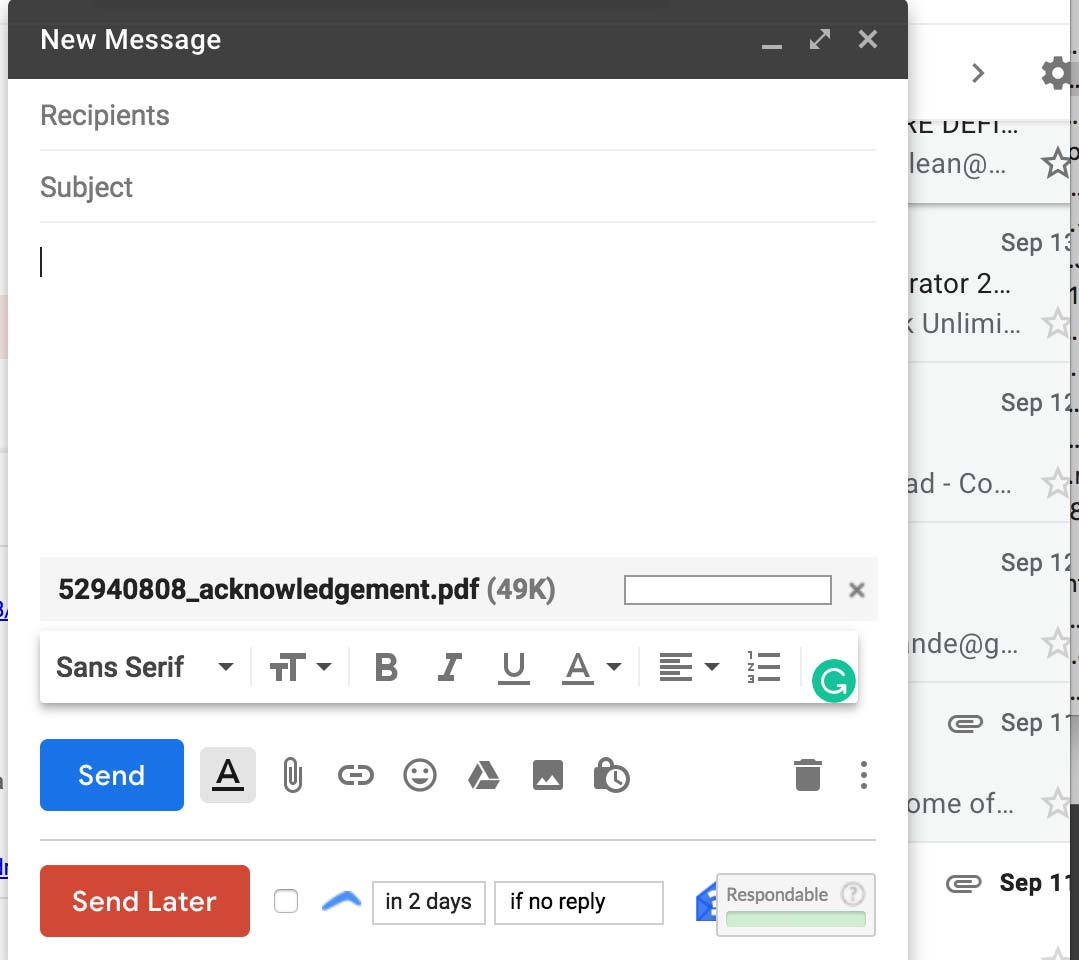 New Message
Recipients
Subject
52940808_acknowledgement.pdf (49K)
Sans Serif
B I U A
Send
A
Send Later
in 2 days
if no reply
Respondable ?
lean@...
Sep 13
rator 2...
k Unlimi...
Sep 12
ad - Co...
Sep 12
nde@g...
Sep 11
ome of...
Sep 11